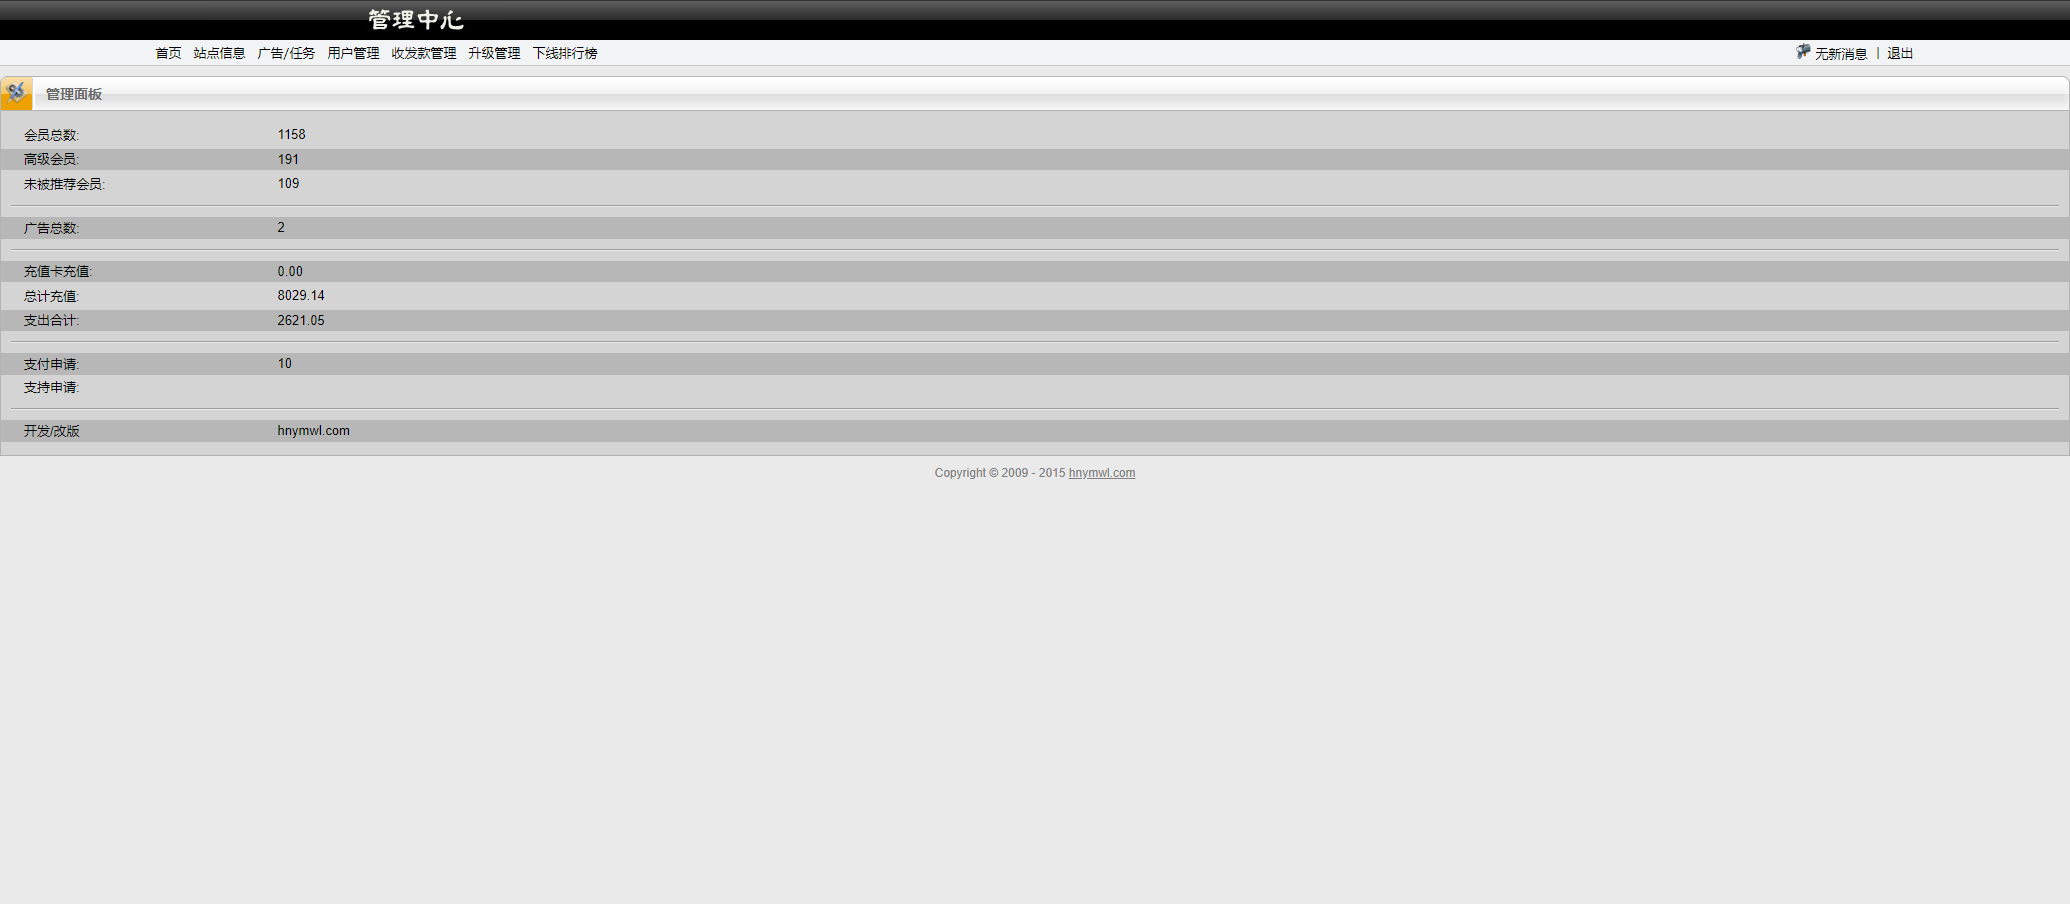 管理中心
首页 站点信息 广告/任务 用户管理 收发款管理 升级管理 下线排行榜 无新消息 | 退出
管理面板
会员总数: 1158
高级会员: 191
未被推荐会员: 109
广告总数: 2
充值卡充值: 0.00
总计充值: 8029.14
支出合计: 2621.05
支付申请: 10
支持申请:
开发/改版 hnymwl.com
Copyright © 2009 - 2015 hnymwl.com